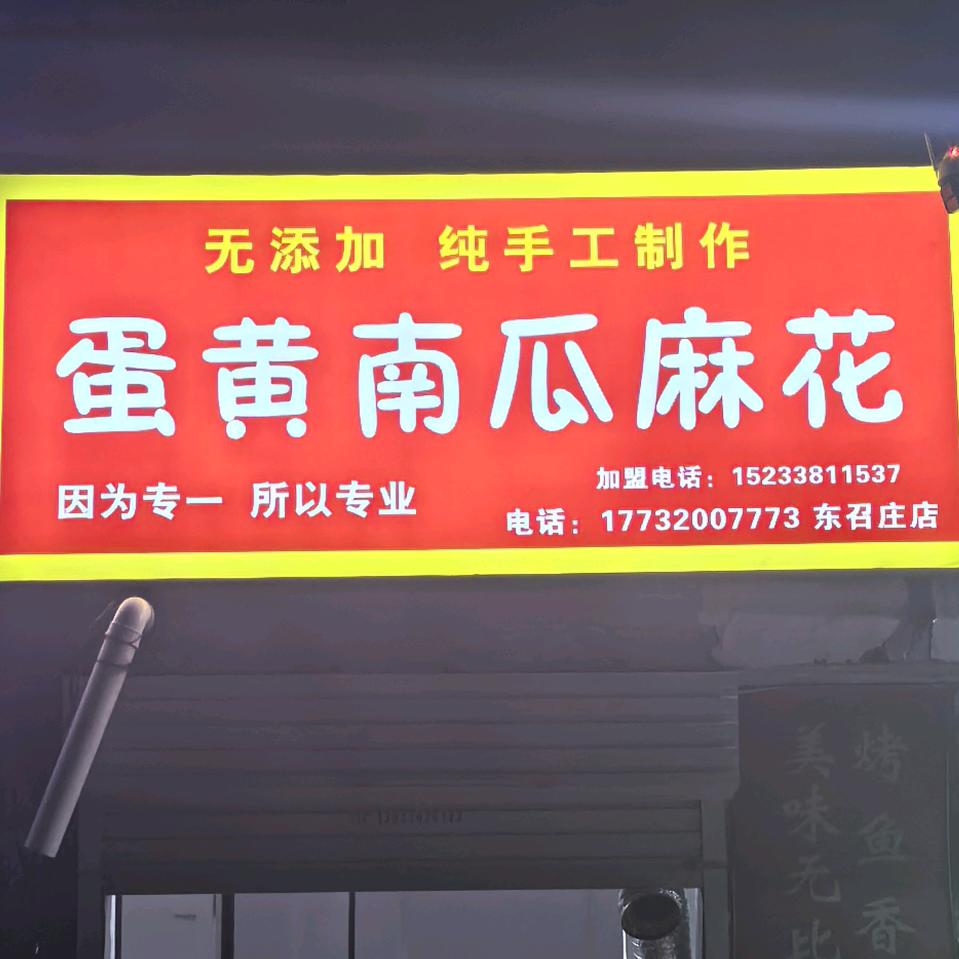 无添加 纯手工制作
蛋黄南瓜麻花
因为专一 所以专业
加盟电话：15233811537
电话：17732007773 东召庄店
烤鱼香
美味无比